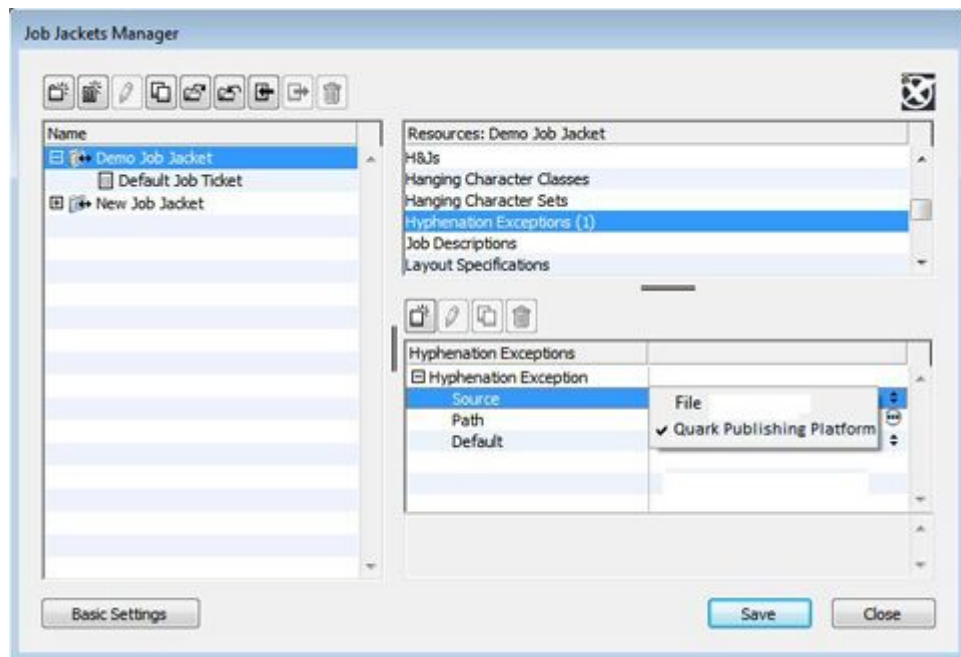 Job Jackets Manager
Name
Demo Job Jacket
Default Job Ticket
New Job Jacket
Resources: Demo Job Jacket
H&Js
Hanging Character Classes
Hanging Character Sets
Hyphenation Exceptions (1)
Job Descriptions
Layout Specifications
Hyphenation Exceptions
Hyphenation Exception
Source
File
Path
✓ Quark Publishing Platform
Default
Basic Settings
Save
Close